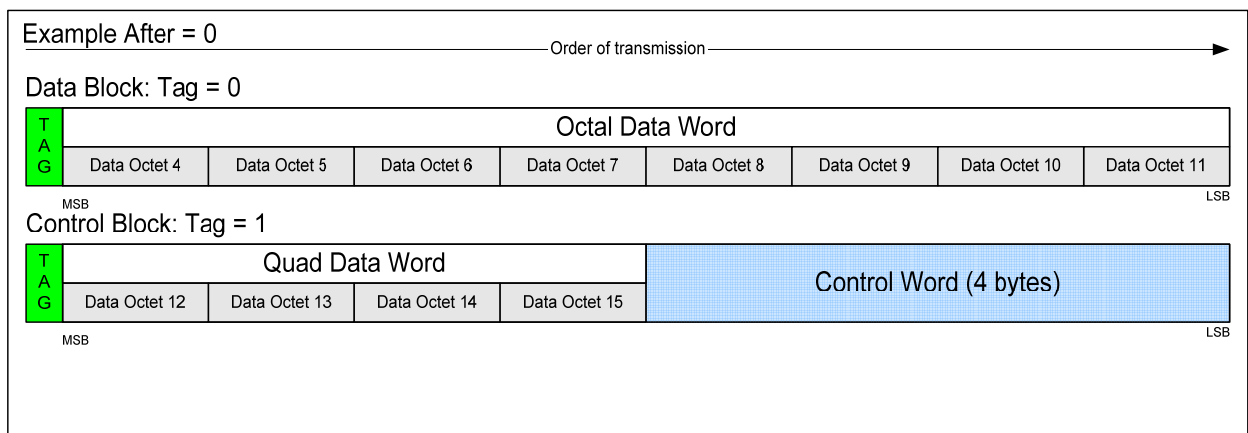 Example After = 0
Order of transmission
Data Block: Tag = 0
TAG
Octal Data Word
Data Octet 4 Data Octet 5 Data Octet 6 Data Octet 7 Data Octet 8 Data Octet 9 Data Octet 10 Data Octet 11
MSB LSB
Control Block: Tag = 1
TAG
Quad Data Word
Control Word (4 bytes)
Data Octet 12 Data Octet 13 Data Octet 14 Data Octet 15
MSB LSB